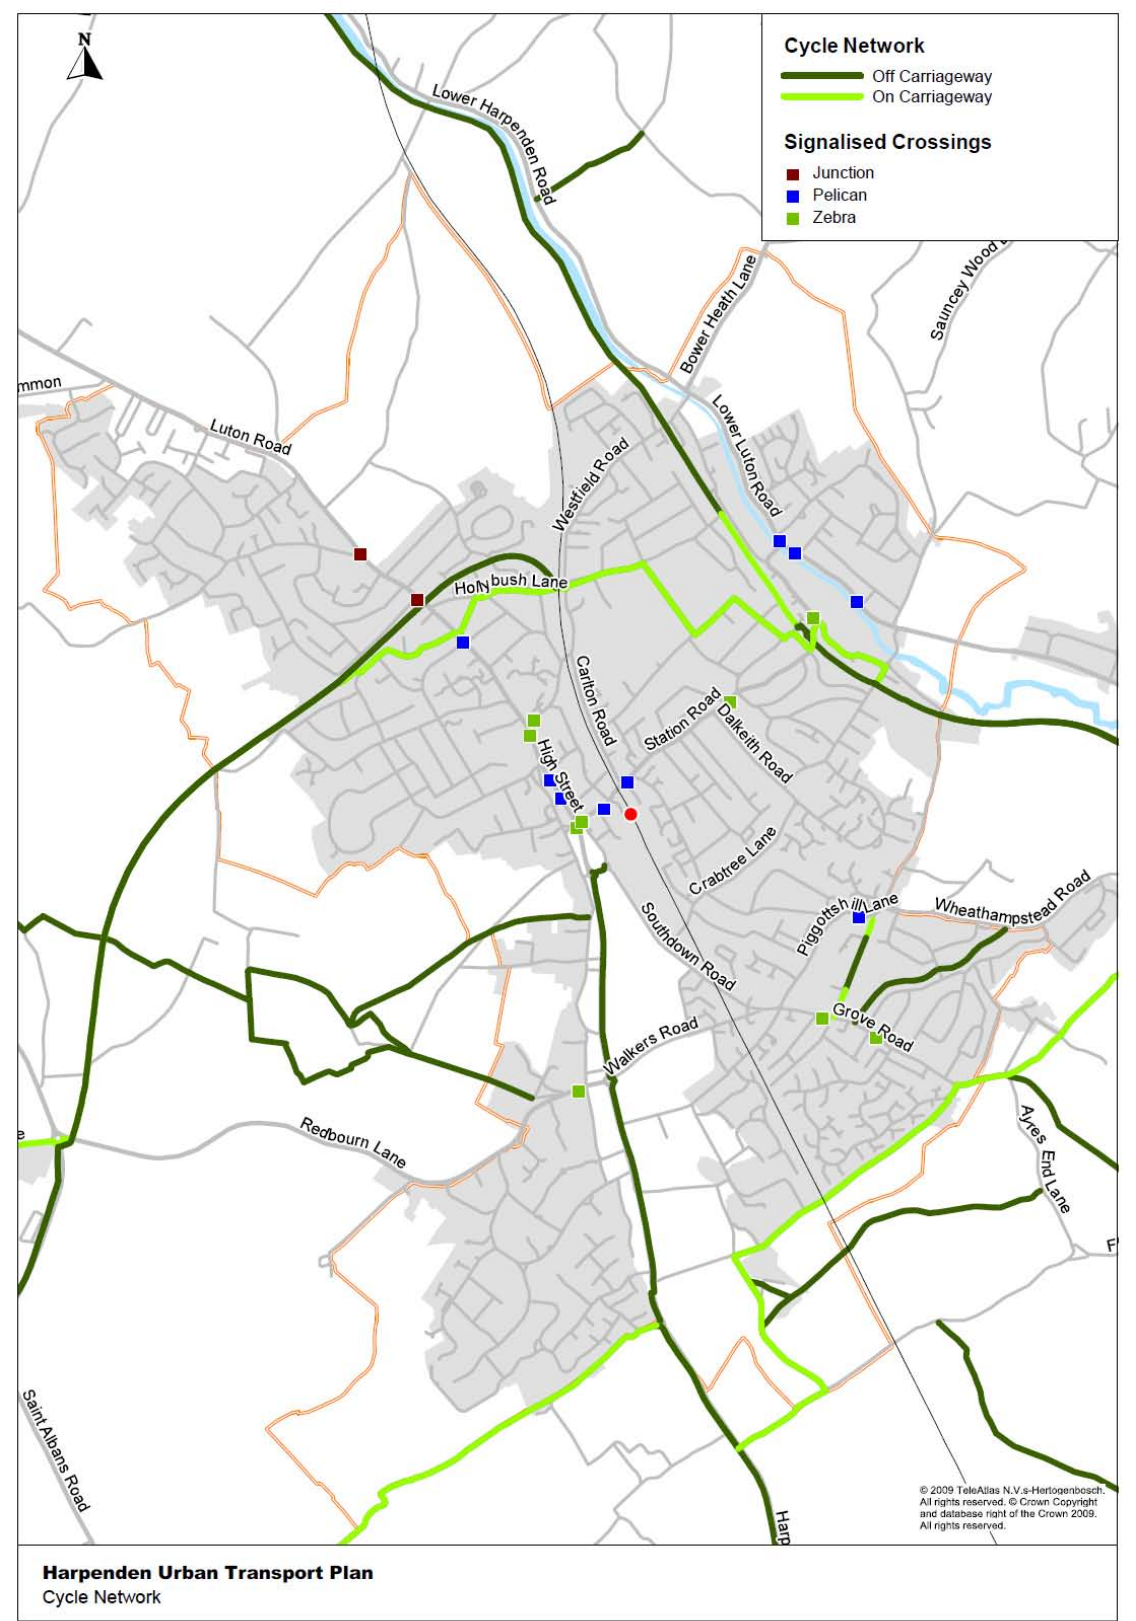 N
Cycle Network
Off Carriageway
On Carriageway
Signalised Crossings
Junction
Pelican
Zebra
Lower Harpenden Road
Bower Heath Lane
Sauncey Wood
mmon
Luton Road
Lower Luton Road
Westfield Road
Hollybush Lane
Carlton Road
Station Road
Dalkeith Road
High Street
Crabtree Lane
Piggottshill Lane
Wheathampstead Road
Southdown Road
Grove Road
Walkers Road
Redbourn Lane
e
Ayres End Lane
F
Saint Albans Road
Harp
© 2009 TeleAtlas N.V.s-Hertogenbosch.
All rights reserved. © Crown Copyright
and database right of the Crown 2009.
All rights reserved.
Harpenden Urban Transport Plan
Cycle Network